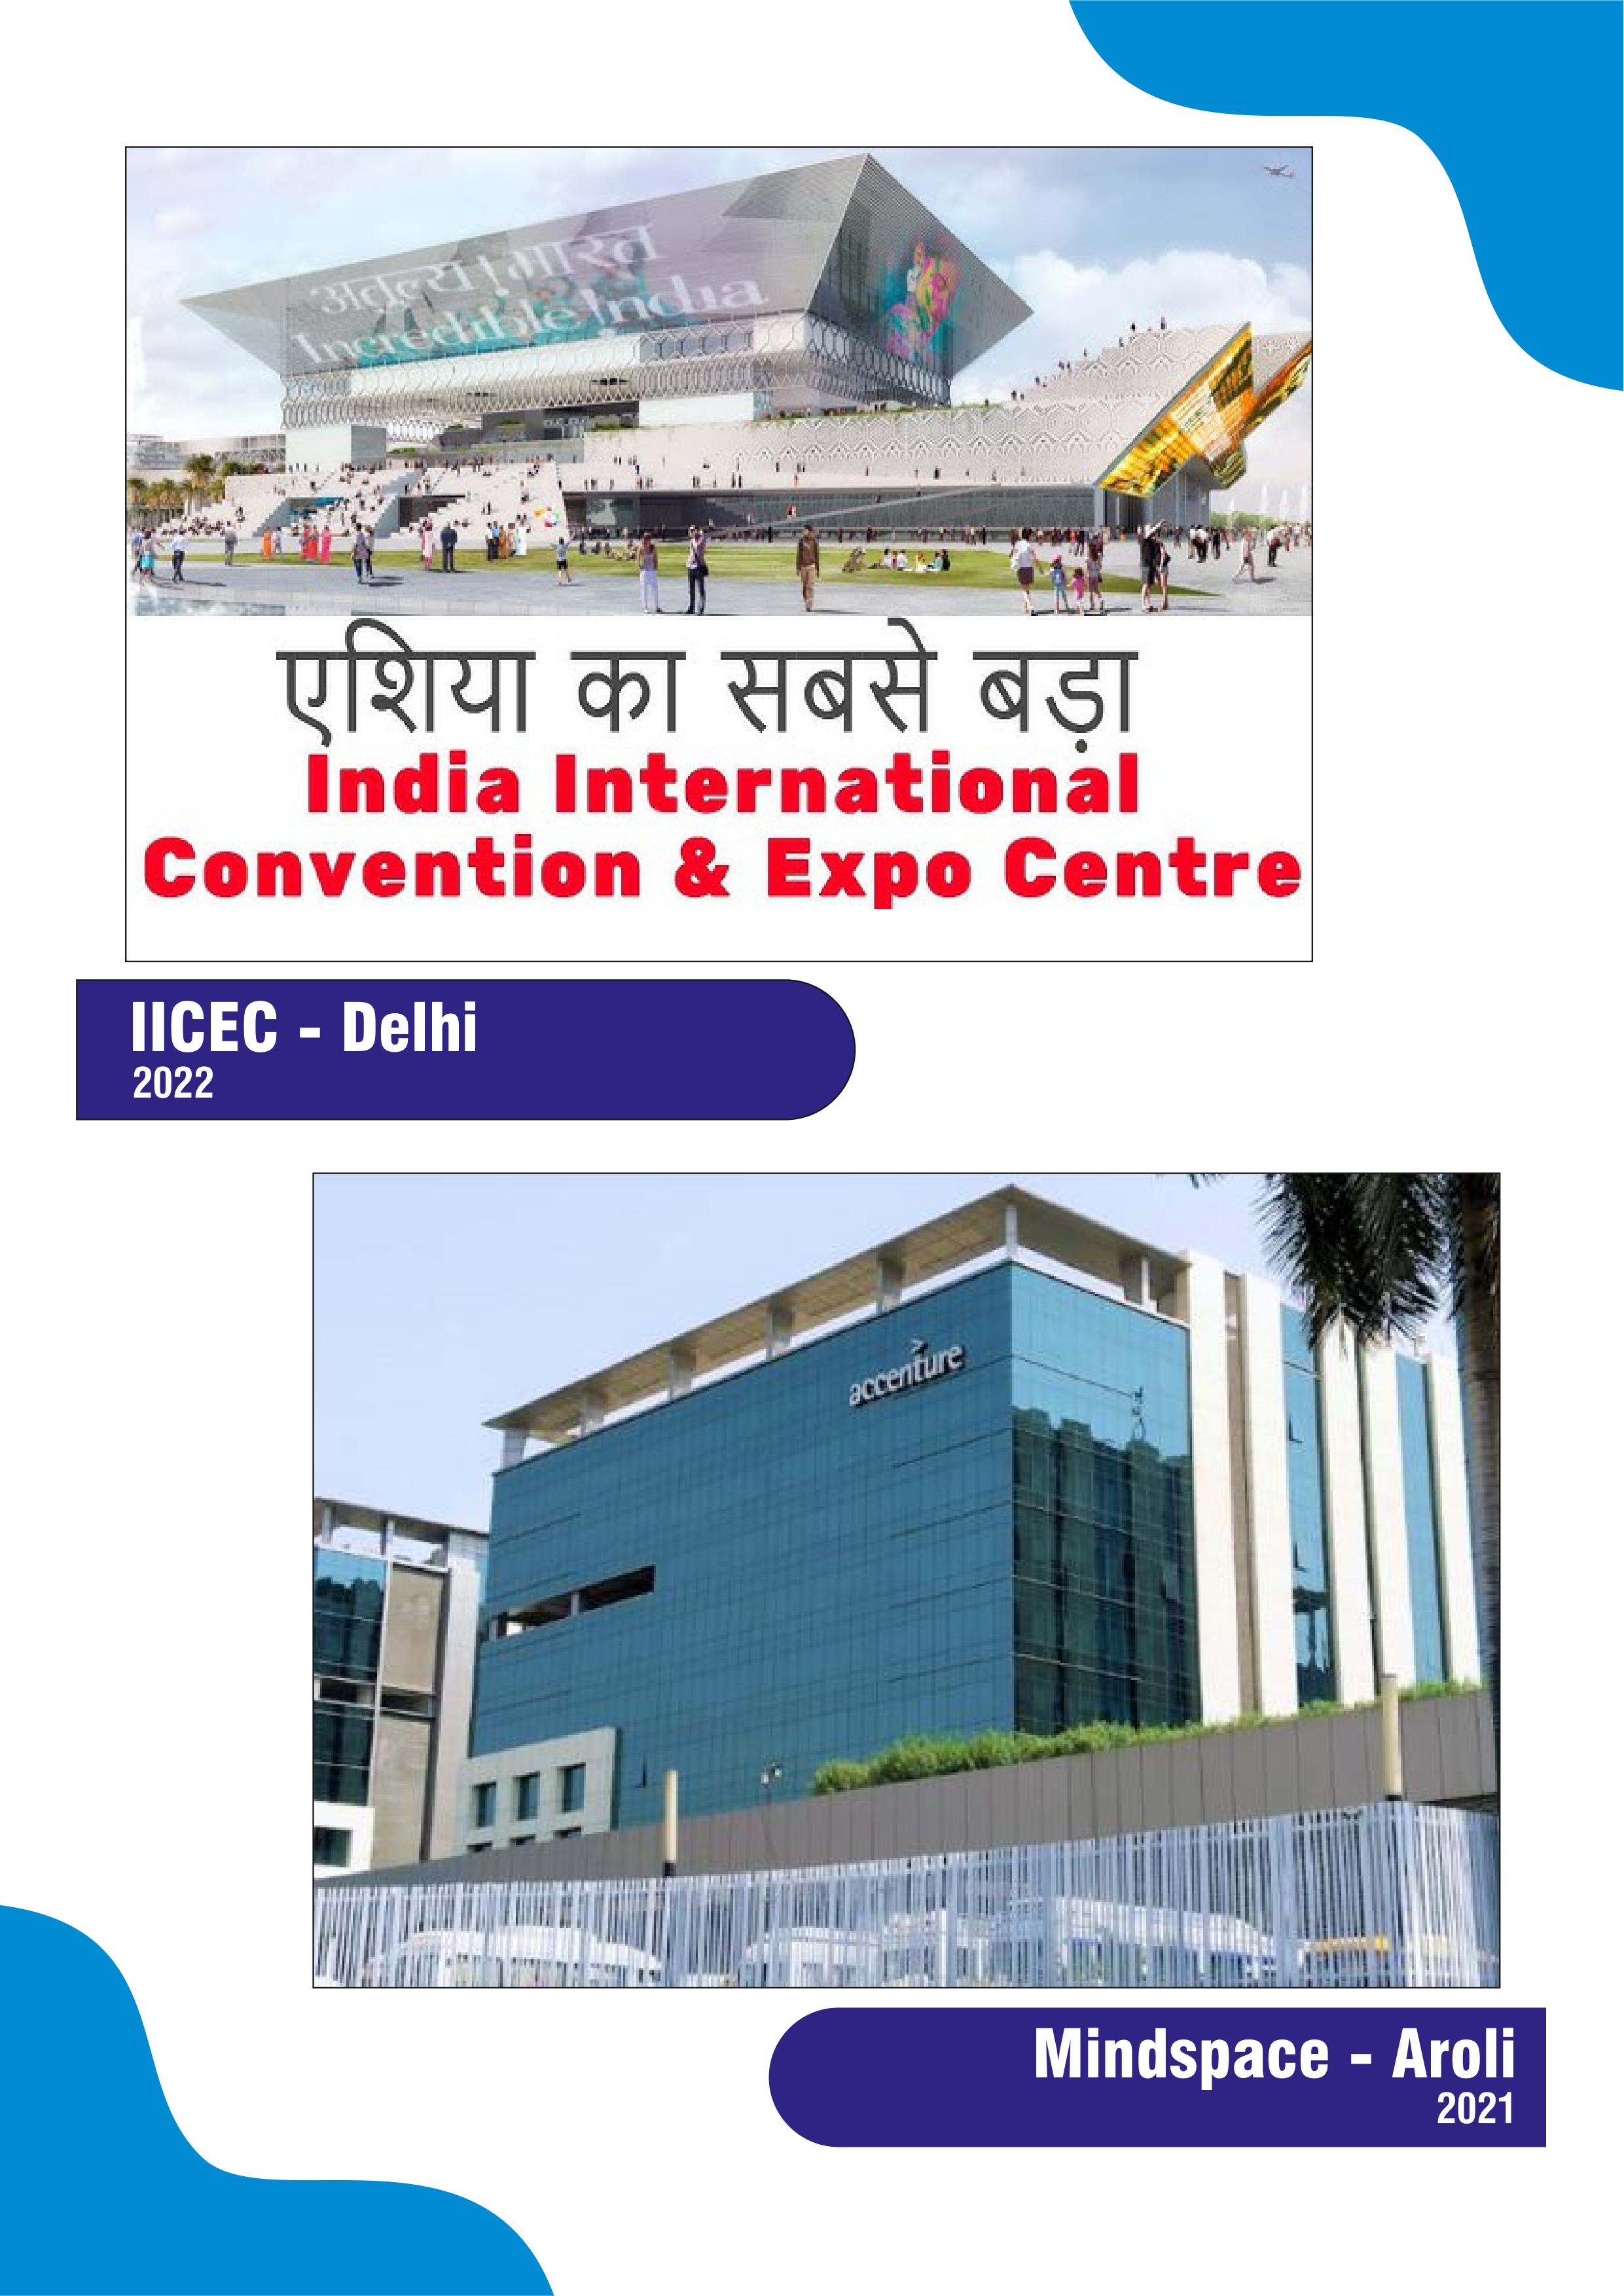 अतुल्य ! भारत
Incredible India
एशिया का सबसे बड़ा
India International
Convention & Expo Centre
IICEC - Delhi
2022
accenture
Mindspace - Aroli
2021